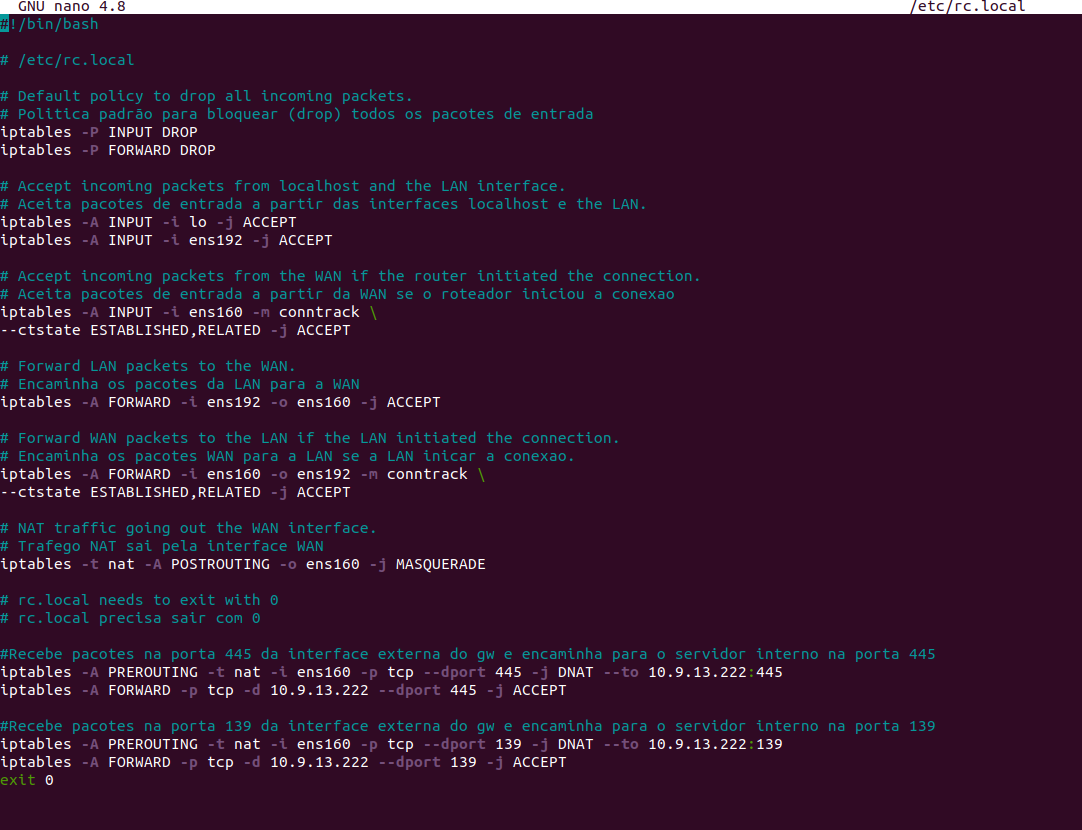 GNU nano 4.8 /etc/rc.local
#!/bin/bash
# /etc/rc.local
# Default policy to drop all incoming packets.
# Politica padrão para bloquear (drop) todos os pacotes de entrada
iptables -P INPUT DROP
iptables -P FORWARD DROP
# Accept incoming packets from localhost and the LAN interface.
# Aceita pacotes de entrada a partir das interfaces localhost e the LAN.
iptables -A INPUT -i lo -j ACCEPT
iptables -A INPUT -i ens192 -j ACCEPT
# Accept incoming packets from the WAN if the router initiated the connection.
# Aceita pacotes de entrada a partir da WAN se o roteador iniciou a conexao
iptables -A INPUT -i ens160 -m conntrack \
--ctstate ESTABLISHED,RELATED -j ACCEPT
# Forward LAN packets to the WAN.
# Encaminha os pacotes da LAN para a WAN
iptables -A FORWARD -i ens192 -o ens160 -j ACCEPT
# Forward WAN packets to the LAN if the LAN initiated the connection.
# Encaminha os pacotes WAN para a LAN se a LAN inicar a conexao.
iptables -A FORWARD -i ens160 -o ens192 -m conntrack \
--ctstate ESTABLISHED,RELATED -j ACCEPT
# NAT traffic going out the WAN interface.
# Trafego NAT sai pela interface WAN
iptables -t nat -A POSTROUTING -o ens160 -j MASQUERADE
# rc.local needs to exit with 0
# rc.local precisa sair com 0
#Recebe pacotes na porta 445 da interface externa do gw e encaminha para o servidor interno na porta 445
iptables -A PREROUTING -t nat -i ens160 -p tcp --dport 445 -j DNAT --to 10.9.13.222:445
iptables -A FORWARD -p tcp -d 10.9.13.222 --dport 445 -j ACCEPT
#Recebe pacotes na porta 139 da interface externa do gw e encaminha para o servidor interno na porta 139
iptables -A PREROUTING -t nat -i ens160 -p tcp --dport 139 -j DNAT --to 10.9.13.222:139
iptables -A FORWARD -p tcp -d 10.9.13.222 --dport 139 -j ACCEPT
exit 0